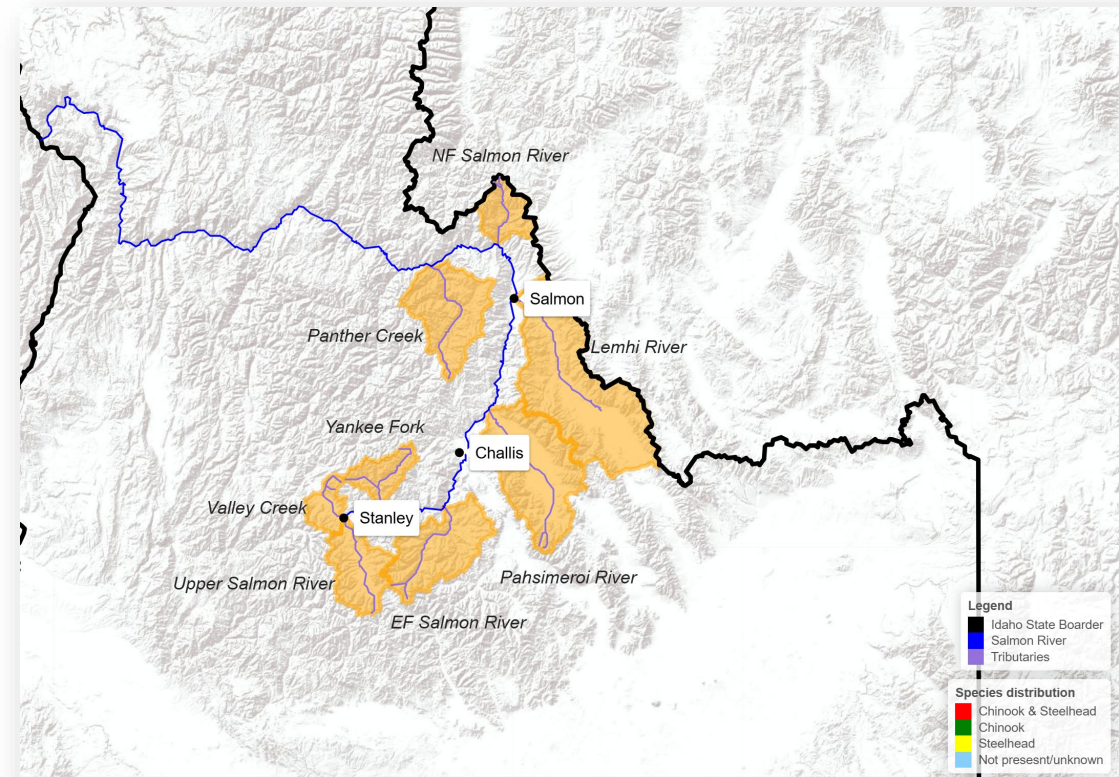 NF Salmon River
Salmon
Panther Creek
Lemhi River
Yankee Fork
Challis
Valley Creek
Stanley
Upper Salmon River
Pahsimeroi River
EF Salmon River
Legend
Idaho State Boarder
Salmon River
Tributaries
Species distribution
Chinook & Steelhead
Chinook
Steelhead
Not presesnt/unknown